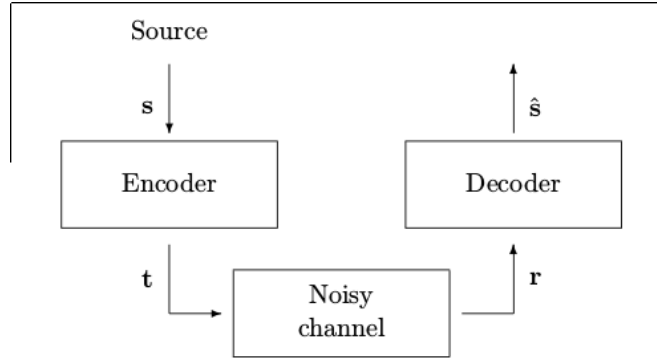 Source
s
ŝ
Encoder
Decoder
t
r
Noisy
channel